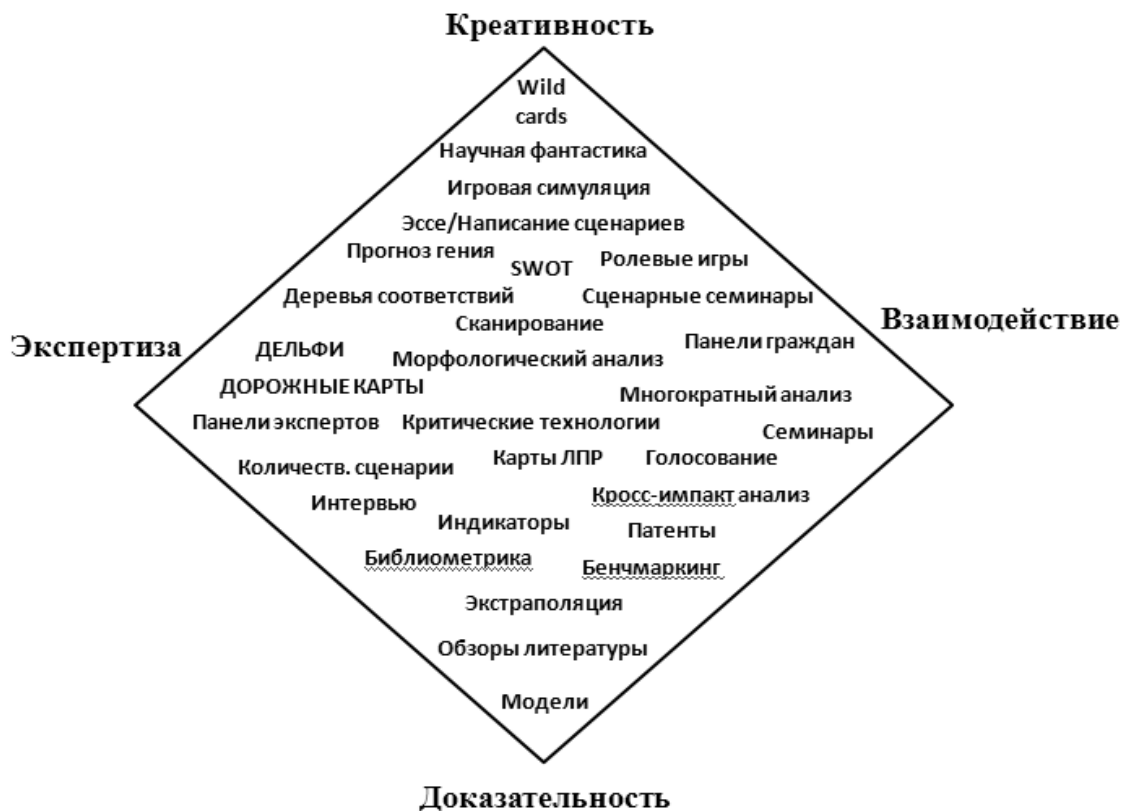 Креативность
Wild
cards
Научная фантастика
Игровая симуляция
Эссе/Написание сценариев
Прогноз гения
SWOT
Ролевые игры
Деревья соответствий
Сценарные семинары
Сканирование
Взаимодействие
Экспертиза
ДЕЛЬФИ
Морфологический анализ
Панели граждан
ДОРОЖНЫЕ КАРТЫ
Многократный анализ
Панели экспертов
Критические технологии
Семинары
Количеств. сценарии
Карты ЛПР
Голосование
Интервью
Кросс-импакт анализ
Индикаторы
Патенты
Библиометрика
Бенчмаркинг
Экстраполяция
Обзоры литературы
Модели
Доказательность